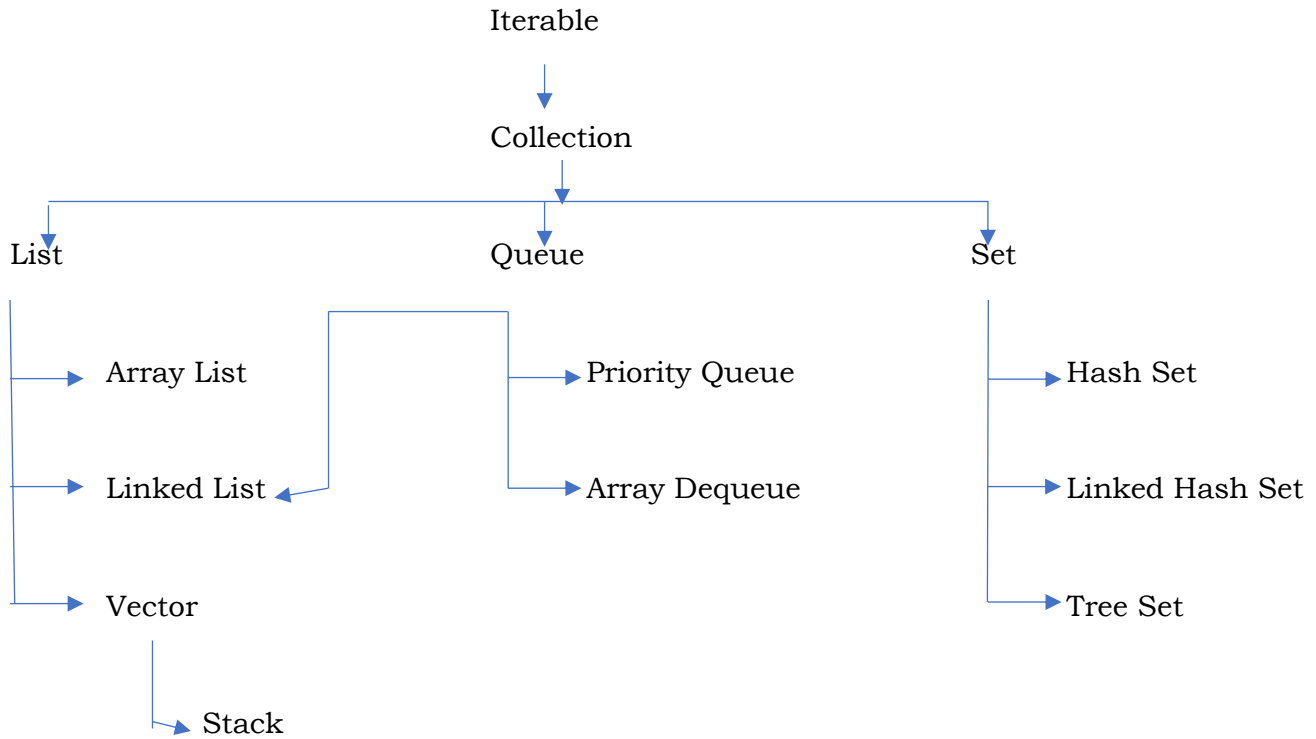 Iterable
Collection
List Queue Set
Array List Priority Queue Hash Set
Linked List Array Dequeue Linked Hash Set
Vector Tree Set
Stack